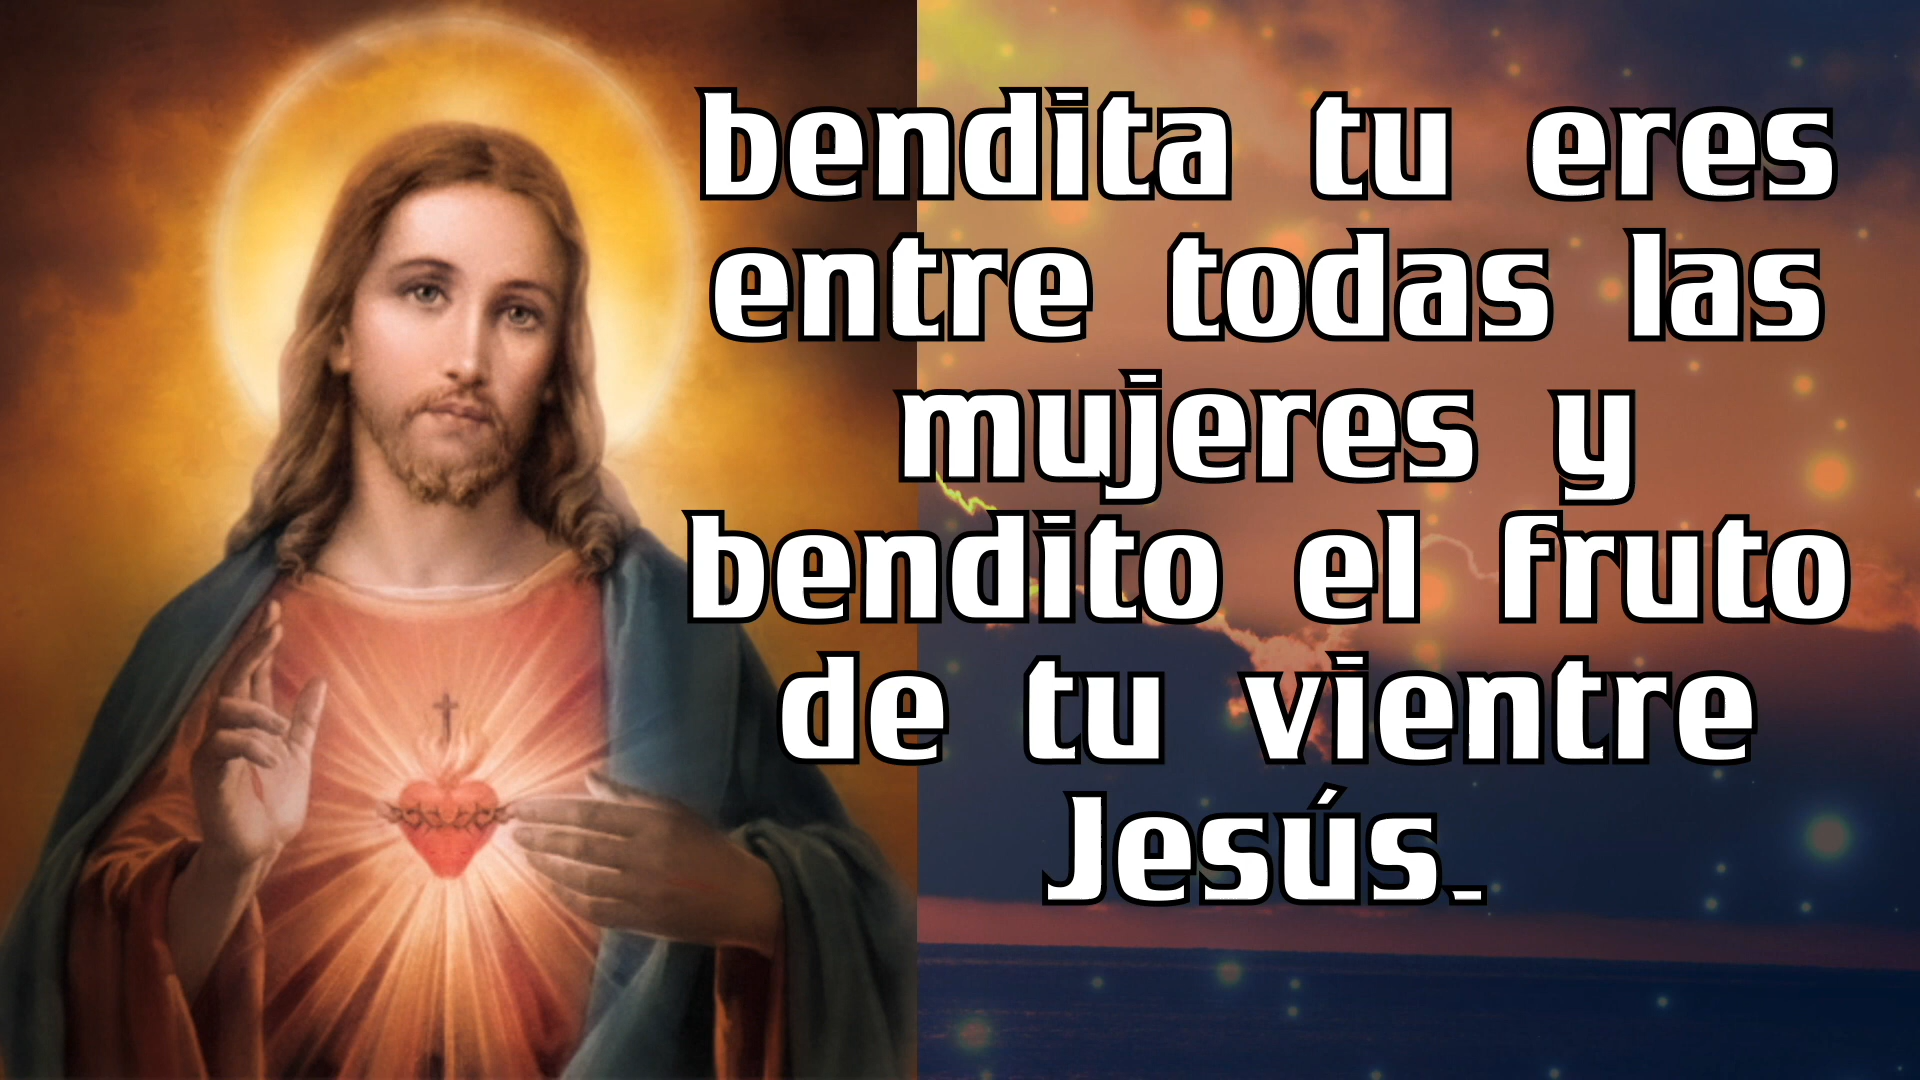 bendita tu eres
entre todas las
mujeres y
bendito el fruto
de tu vientre
Jesús.